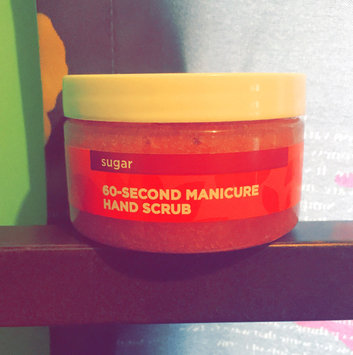 sugar
60-SECOND MANICURE
HAND SCRUB